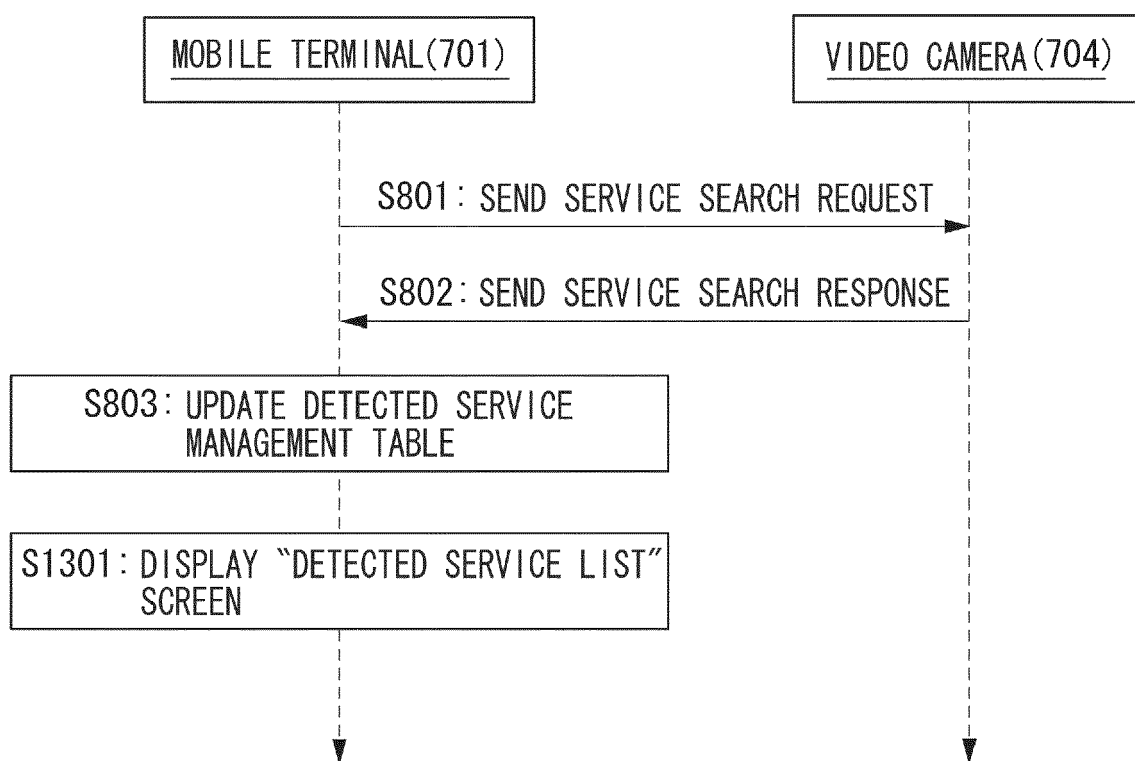 MOBILE TERMINAL(701)
VIDEO CAMERA(704)
S801: SEND SERVICE SEARCH REQUEST
S802: SEND SERVICE SEARCH RESPONSE
S803: UPDATE DETECTED SERVICE
MANAGEMENT TABLE
S1301: DISPLAY "DETECTED SERVICE LIST"
SCREEN